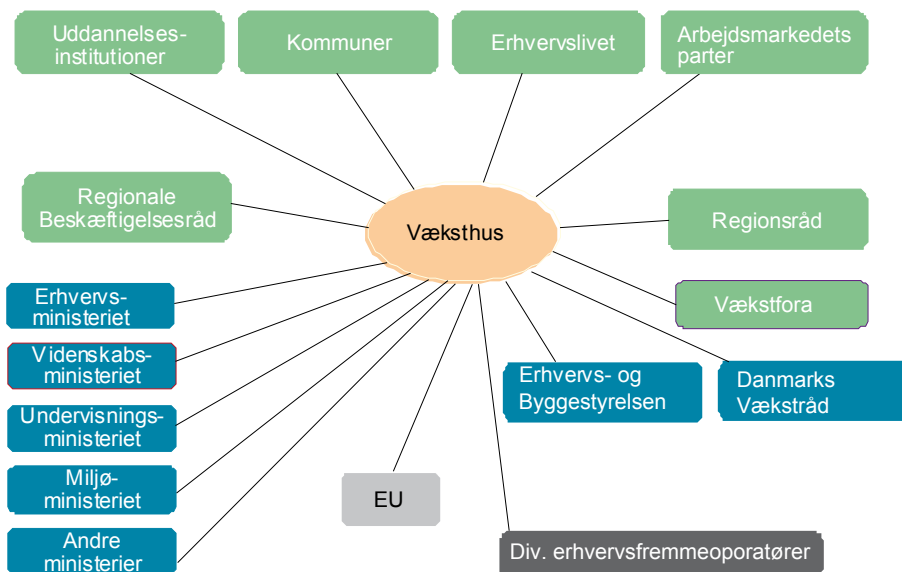 Uddannelses-
institutioner
Kommuner
Erhvervslivet
Arbejdsmarkedets
parter
Regionale
Beskæftigelsesråd
Væksthus
Regionsråd
Erhvervs-
ministeriet
Vækstfora
Videnskabs-
ministeriet
Erhvervs- og
Byggestyrelsen
Danmarks
Vækstråd
Undervisnings-
ministeriet
Miljø-
ministeriet
EU
Andre
ministerier
Div. erhvervsfremmeoporatører